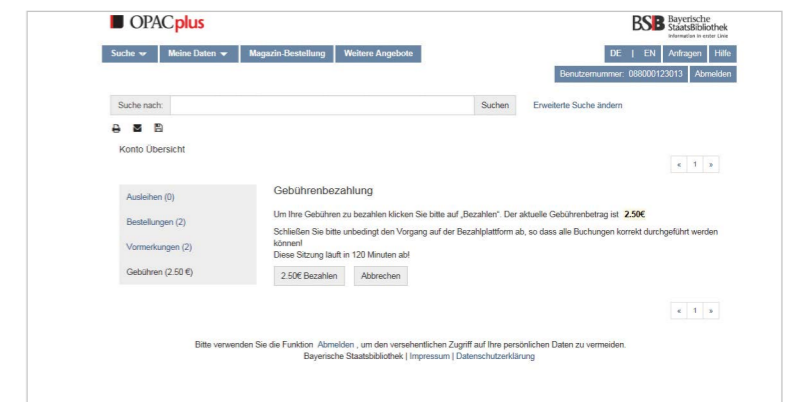 OPACplus
BSB Bayerische
StaatsBibliothek
Information in erster Linie
Suche Meine Daten Magazin-Bestellung Weitere Angebote DE | EN Anfragen Hilfe
Benutzernummer: 088000123013 Abmelden
Suche nach: Suchen Erweiterte Suche ändern
Konto Übersicht
« 1 »
Ausleihen (0)
Bestellungen (2)
Vormerkungen (2)
Gebühren (2.50 €)
Gebührenbezahlung
Um Ihre Gebühren zu bezahlen klicken Sie bitte auf „Bezahlen“. Der aktuelle Gebührenbetrag ist 2.50€
Schließen Sie bitte unbedingt den Vorgang auf der Bezahlplattform ab, so dass alle Buchungen korrekt durchgeführt werden
können!
Diese Sitzung läuft in 120 Minuten ab!
2.50€ Bezahlen Abbrechen
« 1 »
Bitte verwenden Sie die Funktion Abmelden , um den versehentlichen Zugriff auf Ihre persönlichen Daten zu vermeiden.
Bayerische Staatsbibliothek | Impressum | Datenschutzerklärung